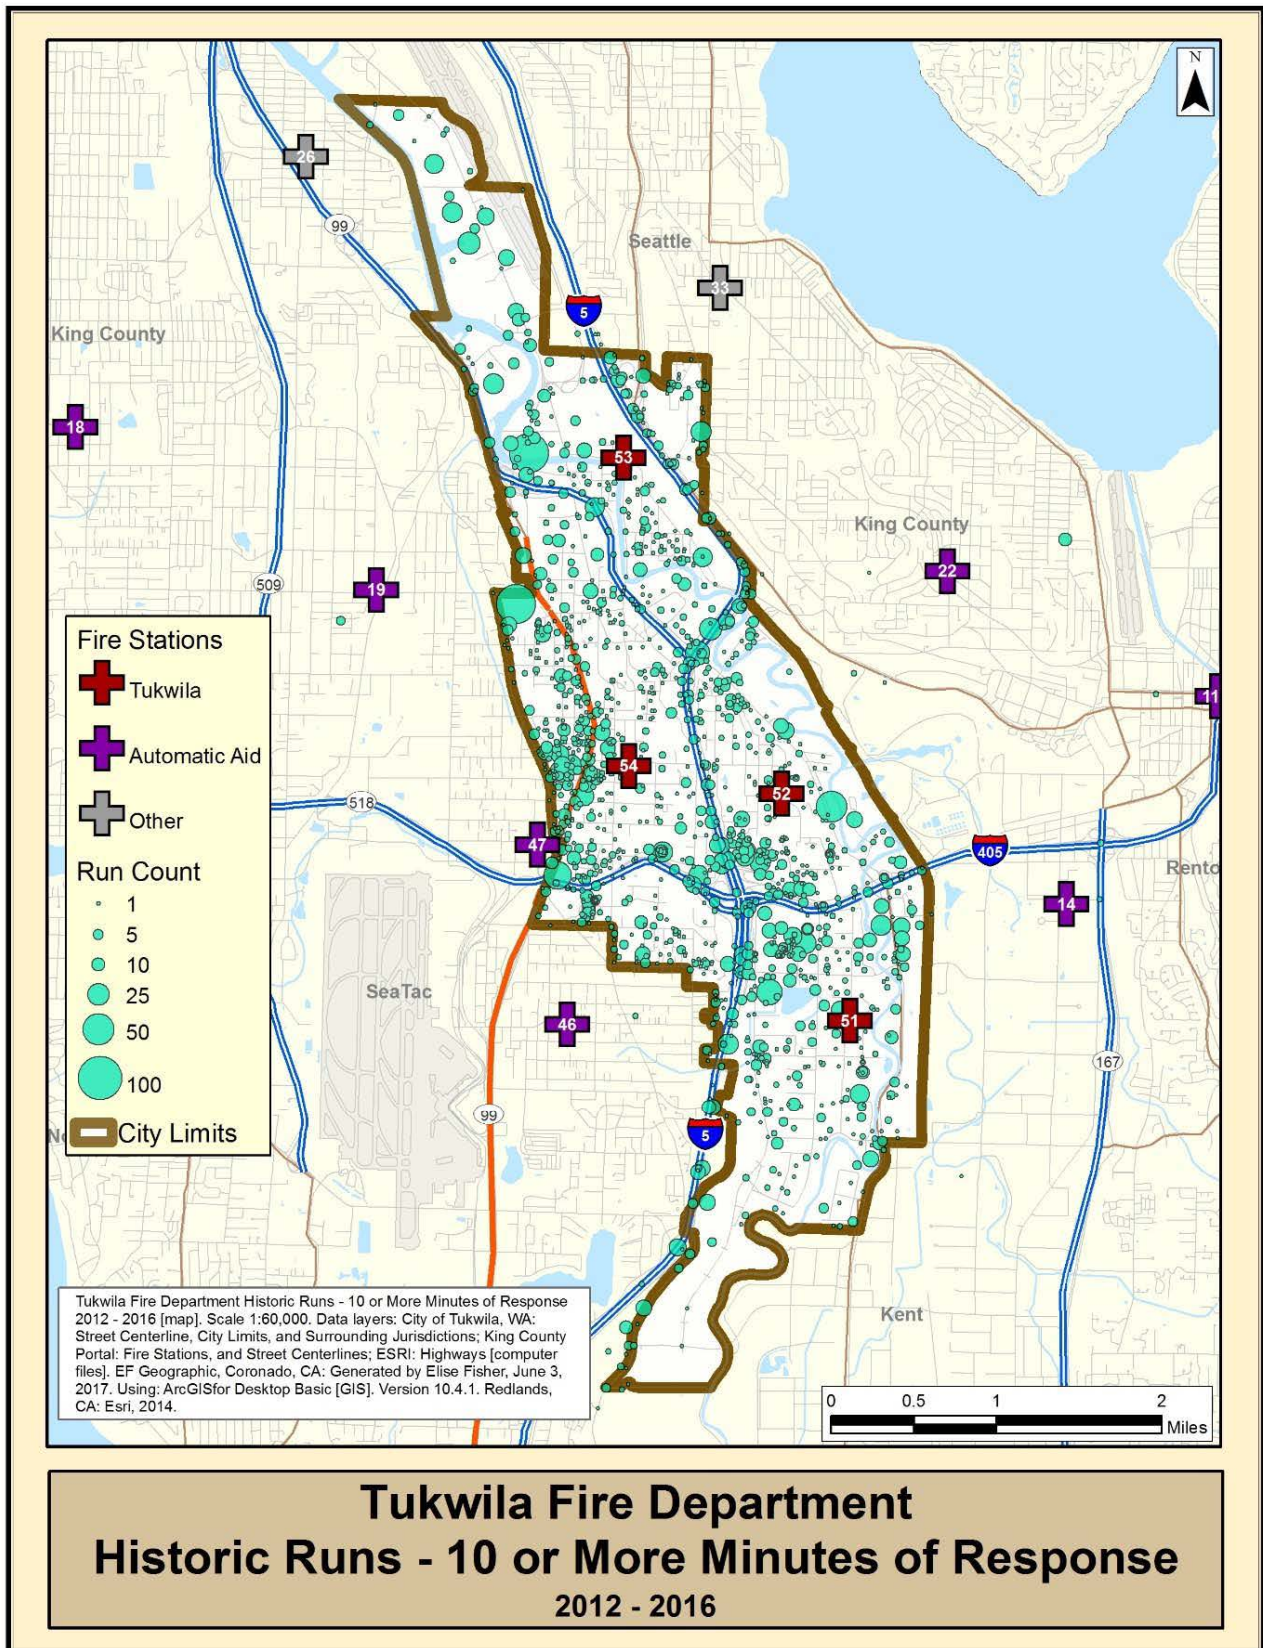 N
26
99
Seattle
33
5
King County
18
53
King County
22
509
19
11
Fire Stations
Tukwila
Automatic Aid
Other
Run Count
1
5
10
25
50
100
City Limits
54
52
518
47
405
Rento
14
SeaTac
46
51
167
99
5
Kent
Tukwila Fire Department Historic Runs - 10 or More Minutes of Response
2012 - 2016 [map]. Scale 1:60,000. Data layers: City of Tukwila, WA:
Street Centerline, City Limits, and Surrounding Jurisdictions; King County
Portal: Fire Stations, and Street Centerlines; ESRI: Highways [computer
files]. EF Geographic, Coronado, CA: Generated by Elise Fisher, June 3,
2017. Using: ArcGISfor Desktop Basic [GIS]. Version 10.4.1. Redlands,
CA: Esri, 2014.
0 0.5 1 2
Miles
Tukwila Fire Department
Historic Runs - 10 or More Minutes of Response
2012 - 2016